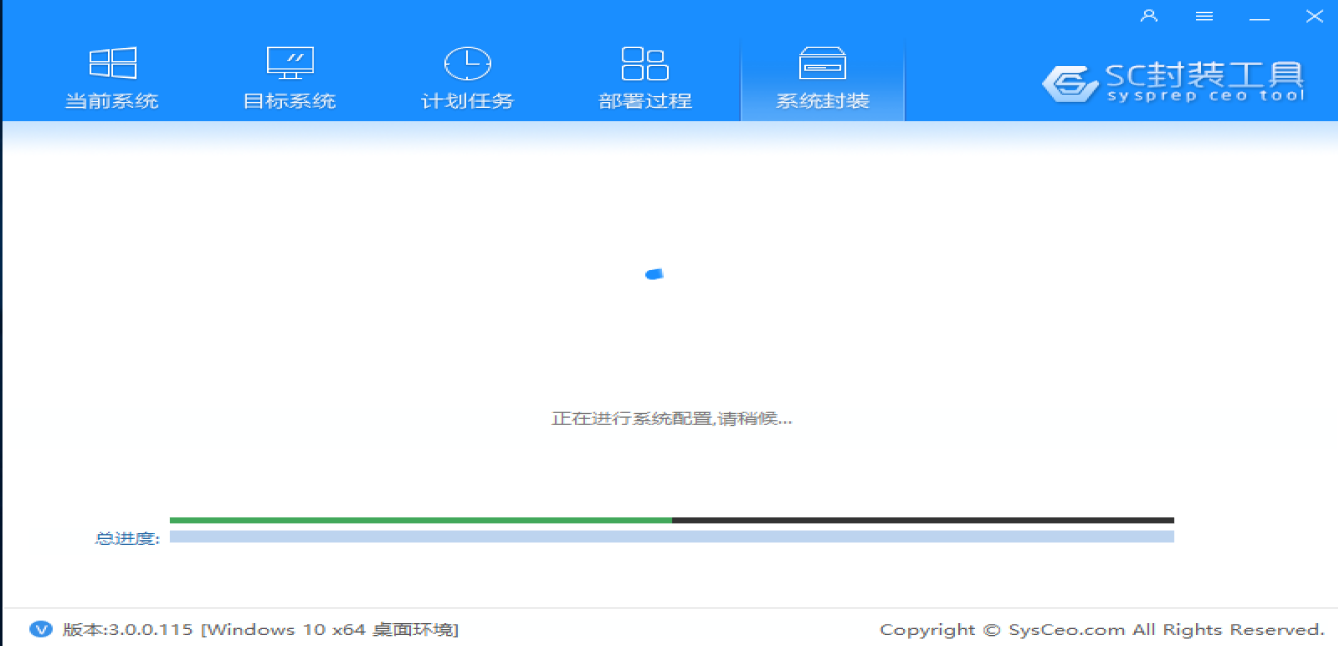 当前系统
目标系统
计划任务
部署过程
系统封装
SC封装工具
sysprep ceo tool
正在进行系统配置,请稍候...
总进度:
V 版本:3.0.0.115 [Windows 10 x64 桌面环境]
Copyright © SysCeo.com All Rights Reserved.